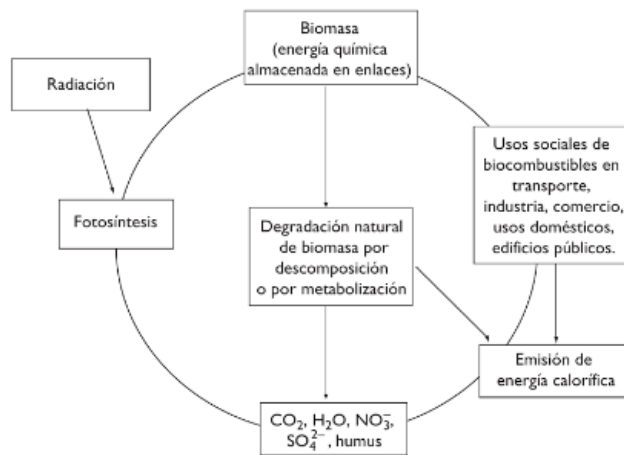 Biomasa
(energía química
almacenada en enlaces)
Radiación
Usos sociales de
biocombustibles en
transporte,
industria, comercio,
usos domésticos,
edificios públicos.
Fotosíntesis
Degradación natural
de biomasa por
descomposición
o por metabolización
Emisión de
energía calorífica
CO₂, H₂O, NO₃⁻,
SO₄²⁻, humus